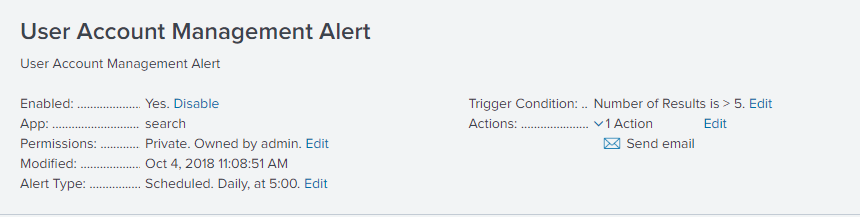 User Account Management Alert
User Account Management Alert
Enabled: .................... Yes. Disable
App: ............................ search
Permissions: ............ Private. Owned by admin. Edit
Modified: ................... Oct 4, 2018 11:08:51 AM
Alert Type: ................ Scheduled. Daily, at 5:00. Edit
Trigger Condition: .. Number of Results is > 5. Edit
Actions: ...................... 1 Action Edit
Send email